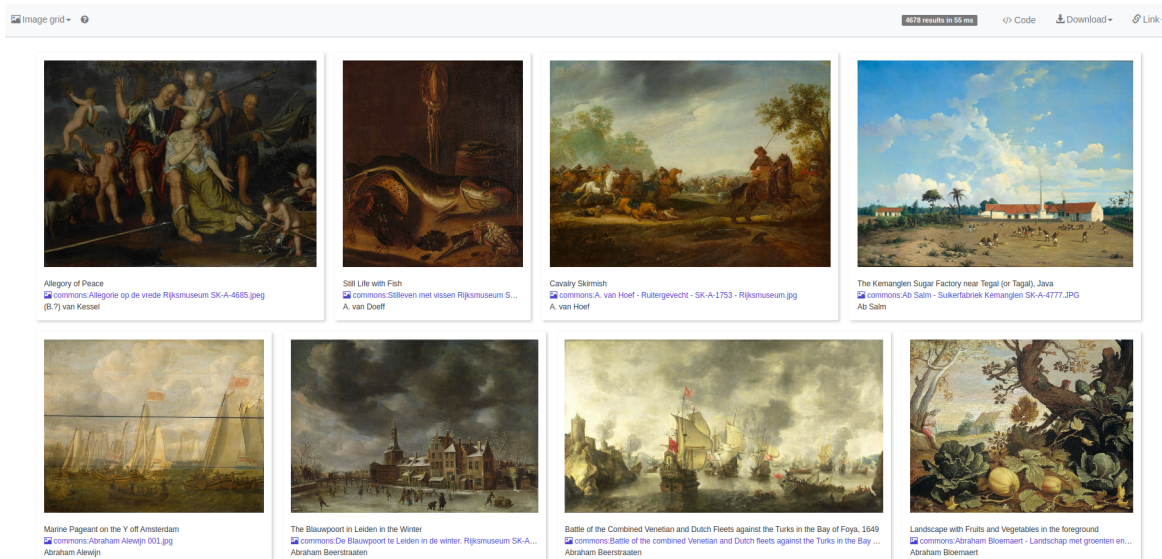 Image grid
4678 results in 55 ms
</> Code
Download
Link
Allegory of Peace
commons:Allegorie op de vrede Rijksmuseum SK-A-4685.jpeg
(B.?) van Kessel
Still Life with Fish
commons:Stilleven met vissen Rijksmuseum S...
A. van Doeff
Cavalry Skirmish
commons:A. van Hoef - Ruitergevecht - SK-A-1753 - Rijksmuseum.jpg
A. van Hoef
The Kemanglen Sugar Factory near Tegal (or Tagal), Java
commons:Ab Salm - Suikerfabriek Kemanglen SK-A-4777.JPG
Ab Salm
Marine Pageant on the Y off Amsterdam
commons:Abraham Alewijn 001.jpg
Abraham Alewijn
The Blauwpoort in Leiden in the Winter
commons:De Blauwpoort te Leiden in de winter. Rijksmuseum SK-A...
Abraham Beerstraaten
Battle of the Combined Venetian and Dutch Fleets against the Turks in the Bay of Foya, 1649
commons:Battle of the combined Venetian and Dutch fleets against the Turks in the Bay ...
Abraham Beerstraaten
Landscape with Fruits and Vegetables in the foreground
commons:Abraham Bloemaert - Landschap met groenten en...
Abraham Bloemaert